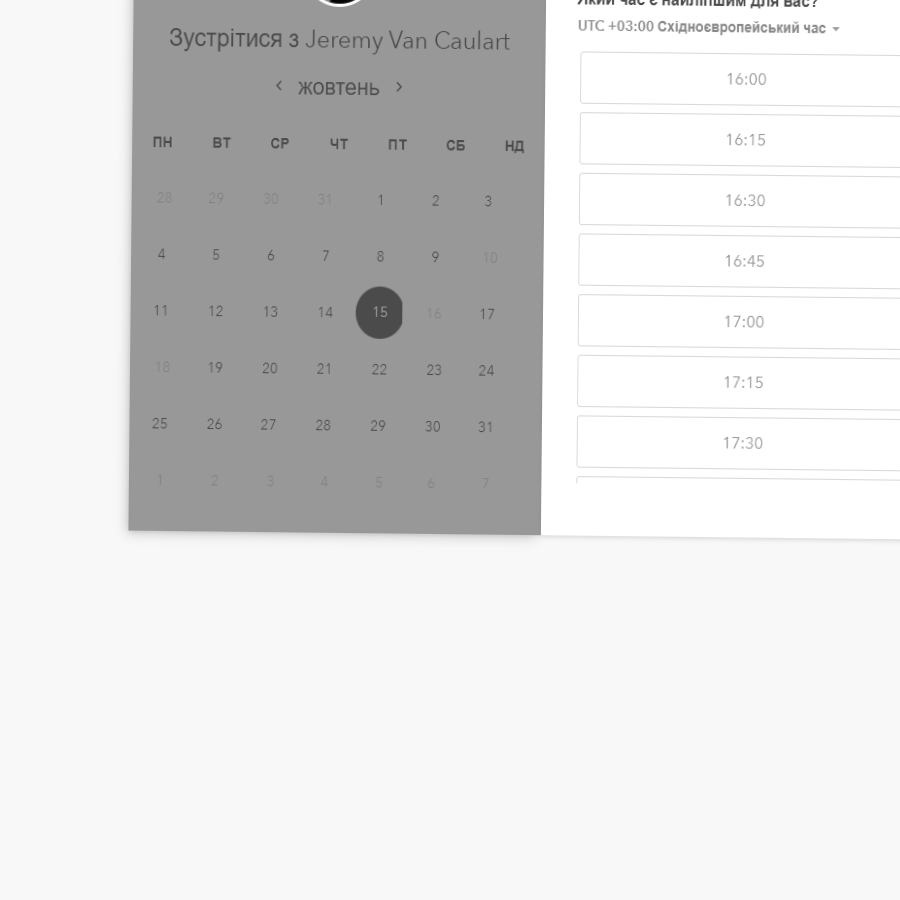 Зустрітися з Jeremy Van Caulart
жовтень
ПН ВТ СР ЧТ ПТ СБ НД
28 29 30 31 1 2 3
4 5 6 7 8 9 10
11 12 13 14 15 16 17
18 19 20 21 22 23 24
25 26 27 28 29 30 31
1 2 3 4 5 6 7
Який час є найліпшим для вас?
UTC +03:00 Східноєвропейський час
16:00
16:15
16:30
16:45
17:00
17:15
17:30